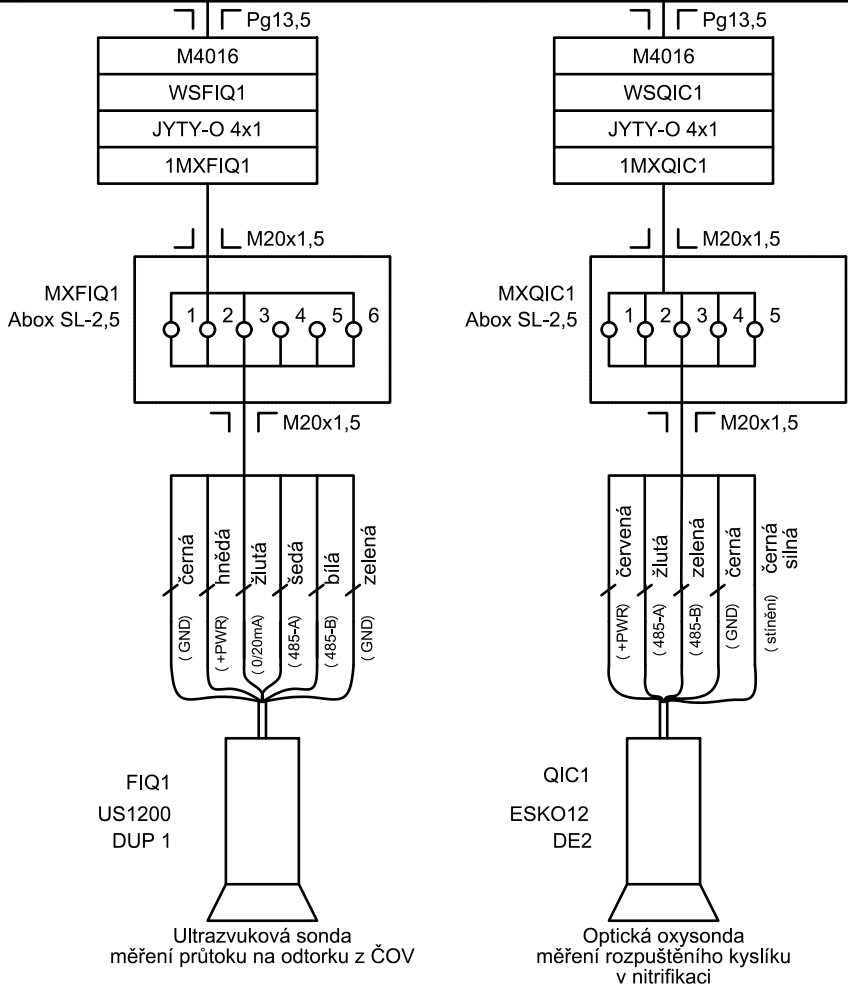 Pg13,5
M4016
WSFIQ1
JYTY-O 4x1
1MXFIQ1
M20x1,5
MXFIQ1
Abox SL-2,5
1 2 3 4 5 6
M20x1,5
černá
hnědá
žlutá
šedá
bílá
zelená
( GND)
( +PWR)
( 0/20mA)
( 485-A)
( 485-B)
( GND)
FIQ1
US1200
DUP 1
Ultrazvuková sonda
měření průtoku na odtorku z ČOV
Pg13,5
M4016
WSQIC1
JYTY-O 4x1
1MXQIC1
M20x1,5
MXQIC1
Abox SL-2,5
1 2 3 4 5
M20x1,5
červená
žlutá
zelená
černá
černá
silná
( +PWR)
( 485-A)
( 485-B)
( GND)
( stínění)
QIC1
ESKO12
DE2
Optická oxysonda
měření rozpuštěního kyslíku
v nitrifikaci